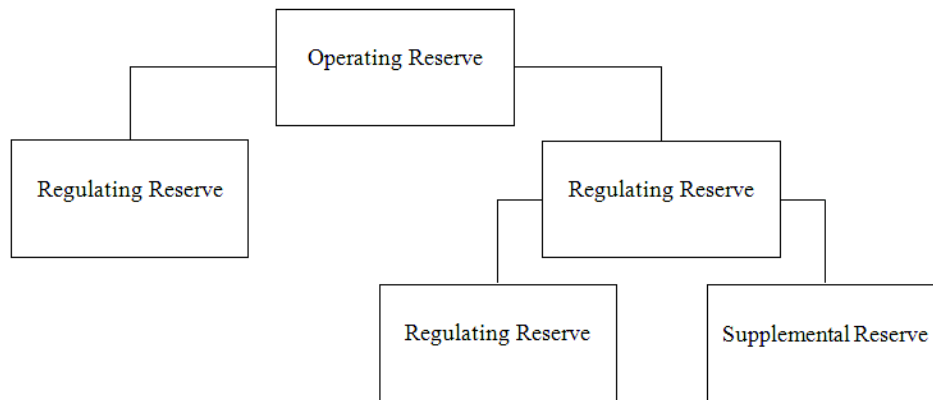 Operating Reserve
Regulating Reserve
Regulating Reserve
Regulating Reserve
Supplemental Reserve